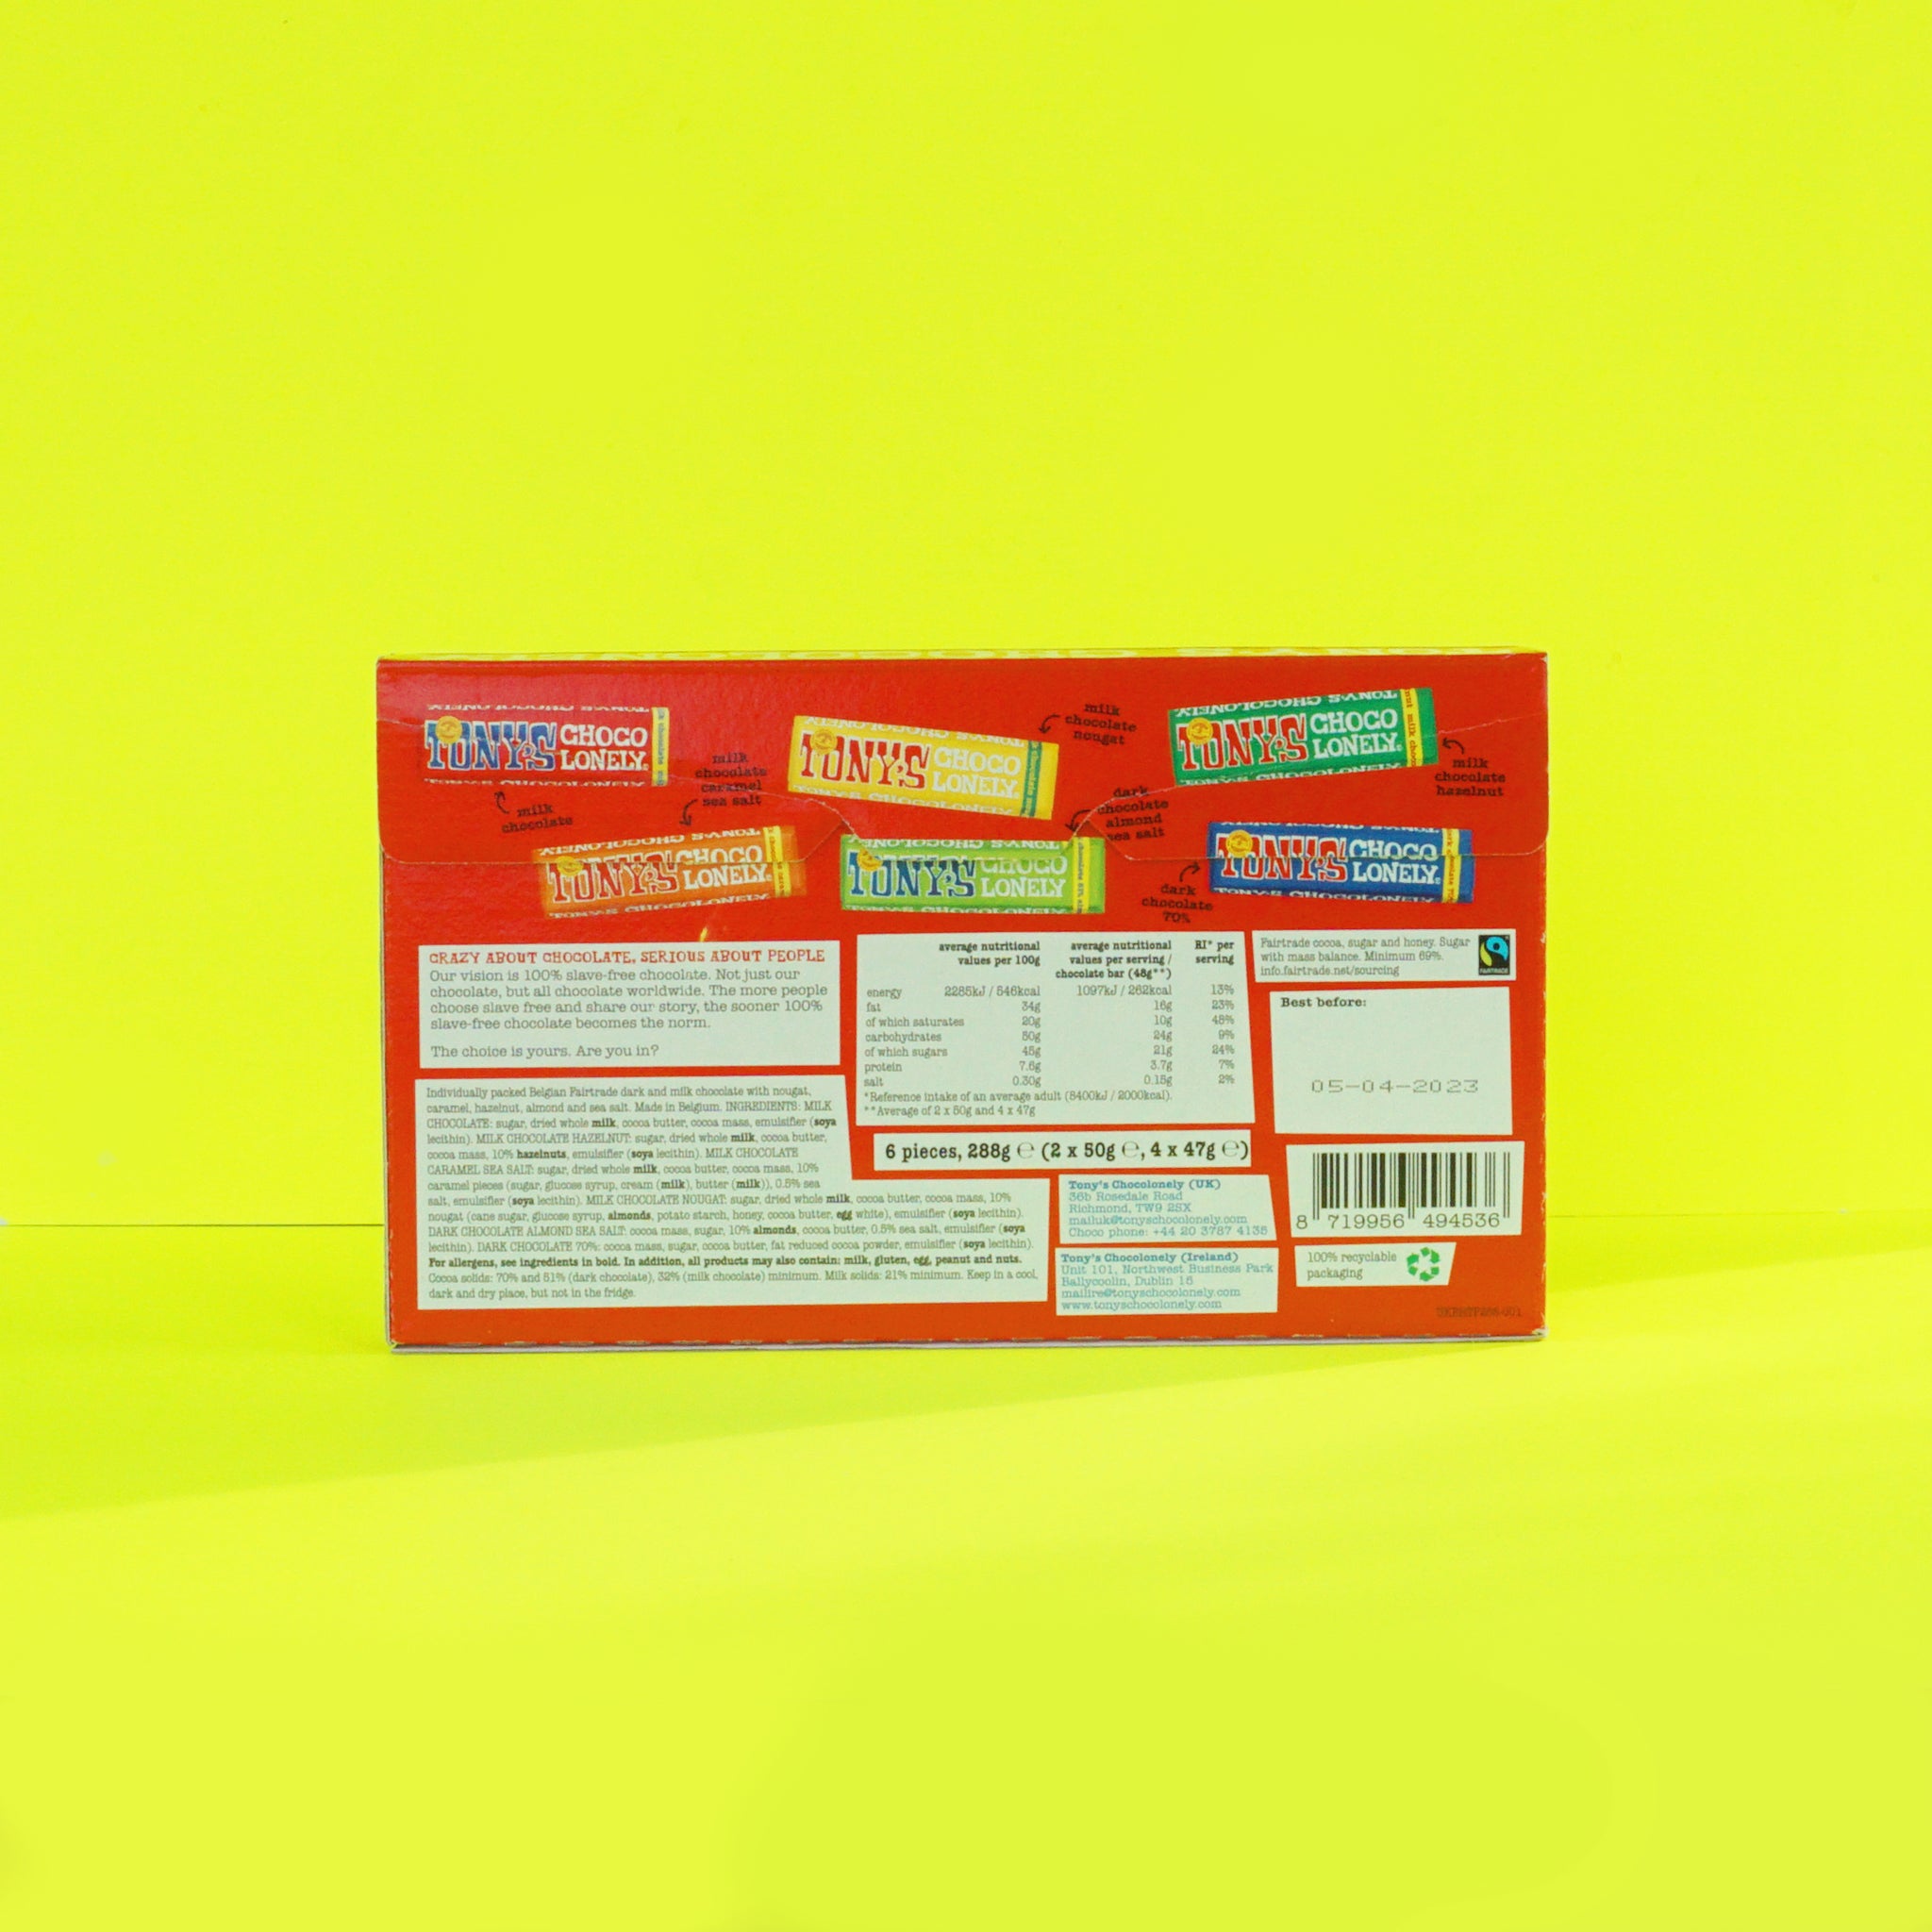 TONY'S CHOCO LONELY
milk
chocolate
milk
chocolate
caramel
sea salt
TONY'S CHOCO LONELY
TONY'S CHOCO LONELY
milk
chocolate
nougat
TONY'S CHOCO LONELY
dark
chocolate
almond
sea salt
TONY'S CHOCO LONELY
milk
chocolate
hazelnut
TONY'S CHOCO LONELY
dark
chocolate
70%
CRAZY ABOUT CHOCOLATE, SERIOUS ABOUT PEOPLE
Our vision is 100% slave-free chocolate. Not just our
chocolate, but all chocolate worldwide. The more people
choose slave free and share our story, the sooner 100%
slave-free chocolate becomes the norm.
The choice is yours. Are you in?
Individually packed Belgian Fairtrade dark and milk chocolate with nougat,
caramel, hazelnut, almond and sea salt. Made in Belgium. INGREDIENTS: MILK
CHOCOLATE: sugar, dried whole milk, cocoa butter, cocoa mass, emulsifier (soya
lecithin). MILK CHOCOLATE HAZELNUT: sugar, dried whole milk, cocoa butter,
cocoa mass, 10% hazelnuts, emulsifier (soya lecithin). MILK CHOCOLATE
CARAMEL SEA SALT: sugar, dried whole milk, cocoa butter, cocoa mass, 10%
caramel pieces (sugar, glucose syrup, cream (milk), butter (milk)), 0.5% sea
salt, emulsifier (soya lecithin). MILK CHOCOLATE NOUGAT: sugar, dried whole milk, cocoa butter, cocoa mass, 10%
nougat (cane sugar, glucose syrup, almonds, potato starch, honey, cocoa butter, egg white), emulsifier (soya lecithin).
DARK CHOCOLATE ALMOND SEA SALT: cocoa mass, sugar, 10% almonds, cocoa butter, 0.5% sea salt, emulsifier (soya
lecithin). DARK CHOCOLATE 70%: cocoa mass, sugar, cocoa butter, fat reduced cocoa powder, emulsifier (soya lecithin).
For allergens, see ingredients in bold. In addition, all products may also contain: milk, gluten, egg, peanut and nuts.
Cocoa solids: 70% and 51% (dark chocolate), 32% (milk chocolate) minimum. Milk solids: 21% minimum. Keep in a cool,
dark and dry place, but not in the fridge.
average nutritional values per 100g average nutritional values per serving / chocolate bar (48g**) RI* per serving
energy 2285kJ / 546kcal 1097kJ / 262kcal 13%
fat 34g 16g 23%
of which saturates 20g 10g 48%
carbohydrates 50g 24g 9%
of which sugars 45g 21g 24%
protein 7.6g 3.7g 7%
salt 0.30g 0.15g 2%
*Reference intake of an average adult (8400kJ / 2000kcal).
**Average of 2 x 50g and 4 x 47g
6 pieces, 288g ℮ (2 x 50g ℮, 4 x 47g ℮)
Tony's Chocolonely (UK)
36b Rosedale Road
Richmond, TW9 2SX
mailuk@tonyschocolonely.com
Choco phone: +44 20 3787 4135
Tony's Chocolonely (Ireland)
Unit 101, Northwest Business Park
Ballycoolin, Dublin 15
mailire@tonyschocolonely.com
www.tonyschocolonely.com
Fairtrade cocoa, sugar and honey. Sugar
with mass balance. Minimum 69%.
info.fairtrade.net/sourcing
FAIRTRADE
Best before:
05-04-2023
8 719956 494536
100% recyclable
packaging